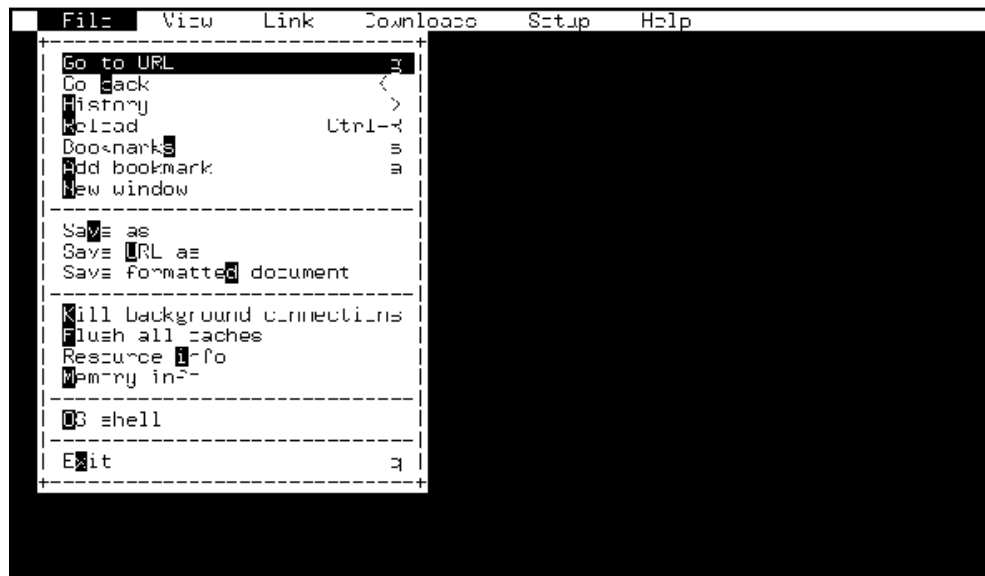 File View Link Downloads Setup Help
Go to URL g
Go back <
History >
Reload Ctrl-R
Bookmarks s
Add bookmark a
New window
Save as
Save URL as
Save formatted document
Kill background connections
Flush all caches
Resource info
Memory info
OS shell
Exit q